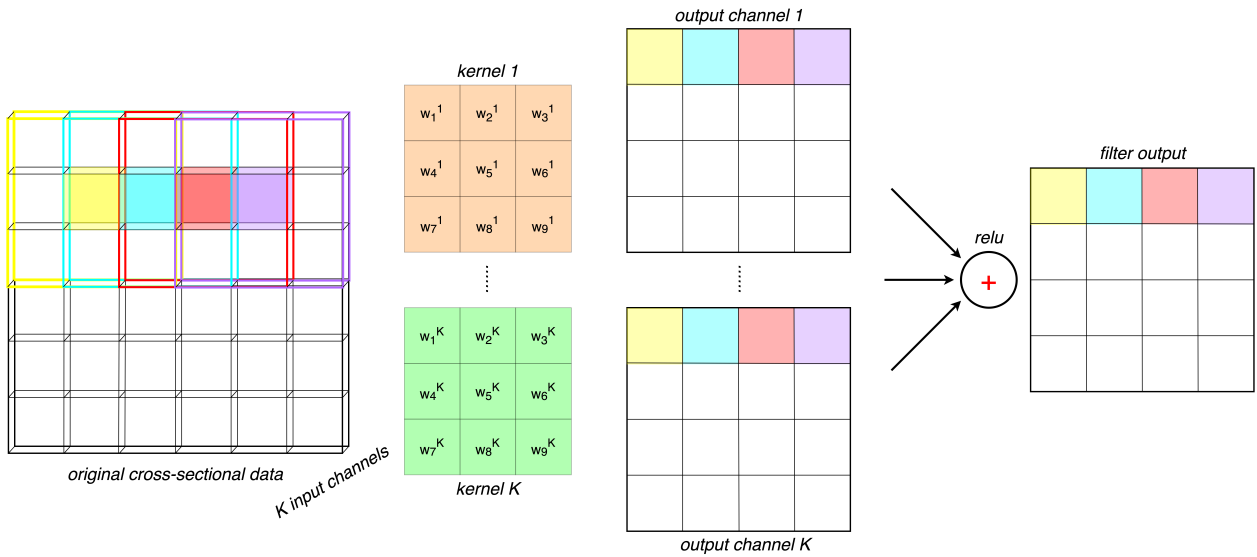 output channel 1
kernel 1
w₁¹ w₂¹ w₃¹
w₄¹ w₅¹ w₆¹
w₇¹ w₈¹ w₉¹
filter output
relu
+
w₁ᴷ w₂ᴷ w₃ᴷ
w₄ᴷ w₅ᴷ w₆ᴷ
w₇ᴷ w₈ᴷ w₉ᴷ
original cross-sectional data
K input channels
kernel K
output channel K